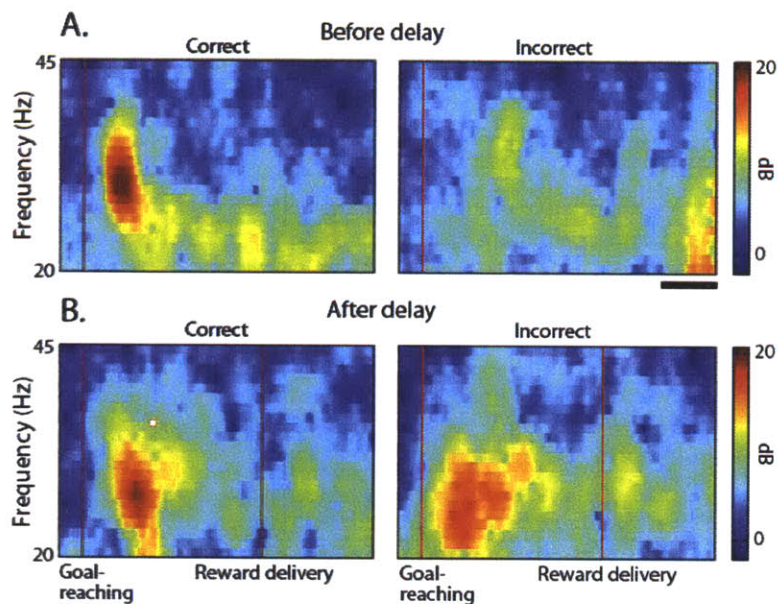 A.
Before delay
Correct
Incorrect
45
20
Frequency (Hz)
20
0
dB
B.
After delay
Correct
Incorrect
45
20
Frequency (Hz)
20
0
dB
Goal-
reaching
Reward delivery
Goal-
reaching
Reward delivery